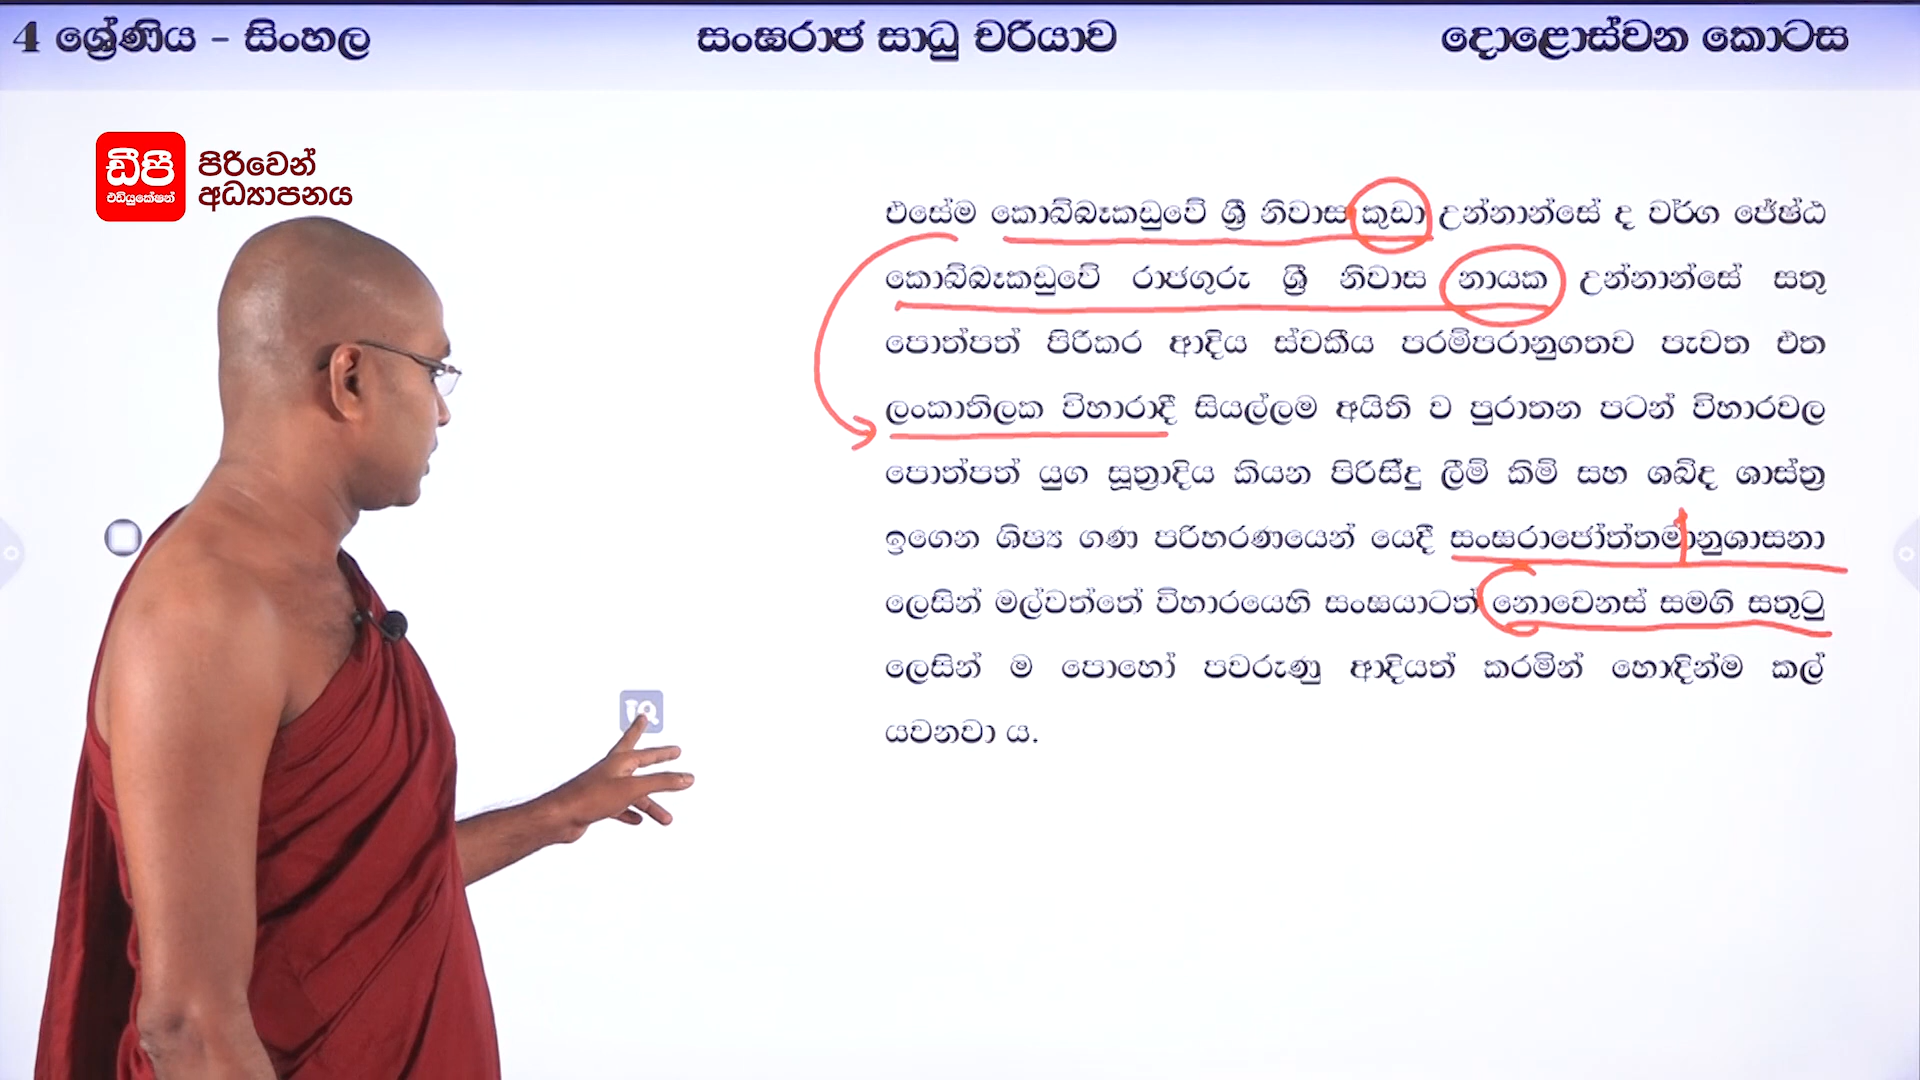 4 ශ්‍රේණිය - සිංහල
සංඝරාජ සාධු චරියාව
දොළොස්වන කොටස
ඩීපී
එඩියුකේෂන්
පිරිවෙන්
අධ්‍යාපනය
එසේම කොබ්බෑකඩුවේ ශ්‍රී නිවාස කුඩා උන්නාන්සේ ද වර්ග ජේෂ්ඨ
කොබ්බෑකඩුවේ රාජගුරු ශ්‍රී නිවාස නායක උන්නාන්සේ සතු
පොත්පත් පිරිකර ආදිය ස්වකීය පරම්පරානුගතව පැවත එත
ලංකාතිලක විහාරාදී සියල්ලම අයිති ව පුරාතන පටන් විහාරවල
පොත්පත් යුග සූත්‍රාදිය කියන පිරිසිදු ලීම් කිම් සහ ශබ්ද ශාස්ත්‍ර
ඉගෙන ශිෂ්‍ය ගණ පරිහරණයෙන් යෙදී සංඝරාජෝත්තමානුශාසනා
ලෙසින් මල්වත්තේ විහාරයෙහි සංඝයාටත් නොවෙනස් සමගි සතුටු
ලෙසින් ම පොහෝ පවරුණු ආදියත් කරමින් හොඳින්ම කල්
යවනවා ය.